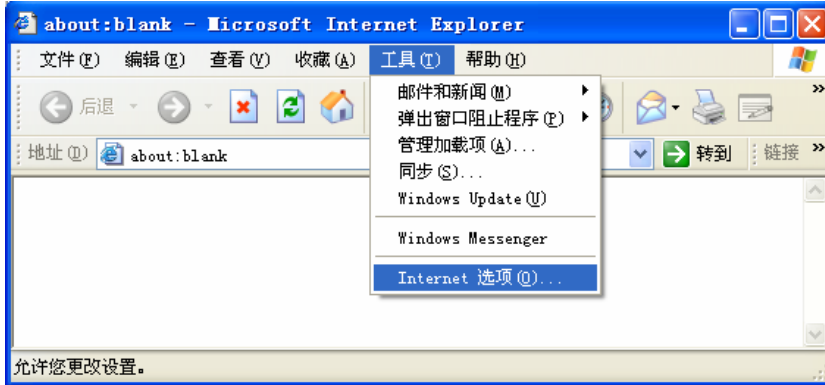 about:blank - Microsoft Internet Explorer
文件(F) 编辑(E) 查看(V) 收藏(A) 工具(T) 帮助(H)
后退
地址(D) about:blank 转到 链接
邮件和新闻(M)
弹出窗口阻止程序(P)
管理加载项(A)...
同步(S)...
Windows Update(U)
Windows Messenger
Internet 选项(O)...
允许您更改设置。